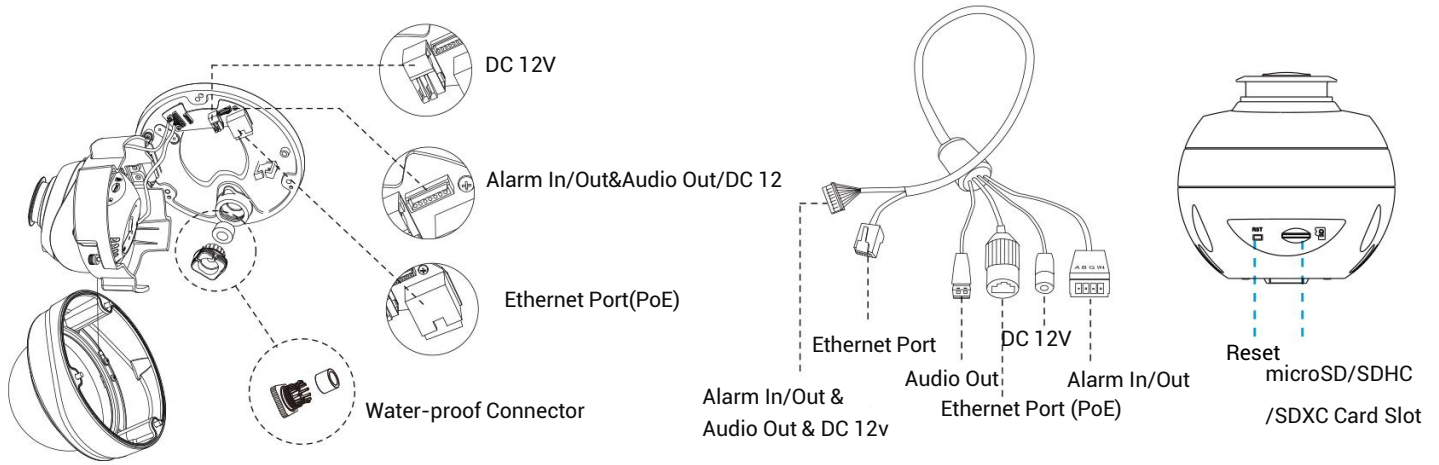 DC 12V
Alarm In/Out&Audio Out/DC 12
Ethernet Port(PoE)
Water-proof Connector
A B G IN
Ethernet Port
DC 12V
Audio Out
Alarm In/Out
Ethernet Port (PoE)
Alarm In/Out &
Audio Out & DC 12v
RST
Reset
microSD/SDHC
/SDXC Card Slot